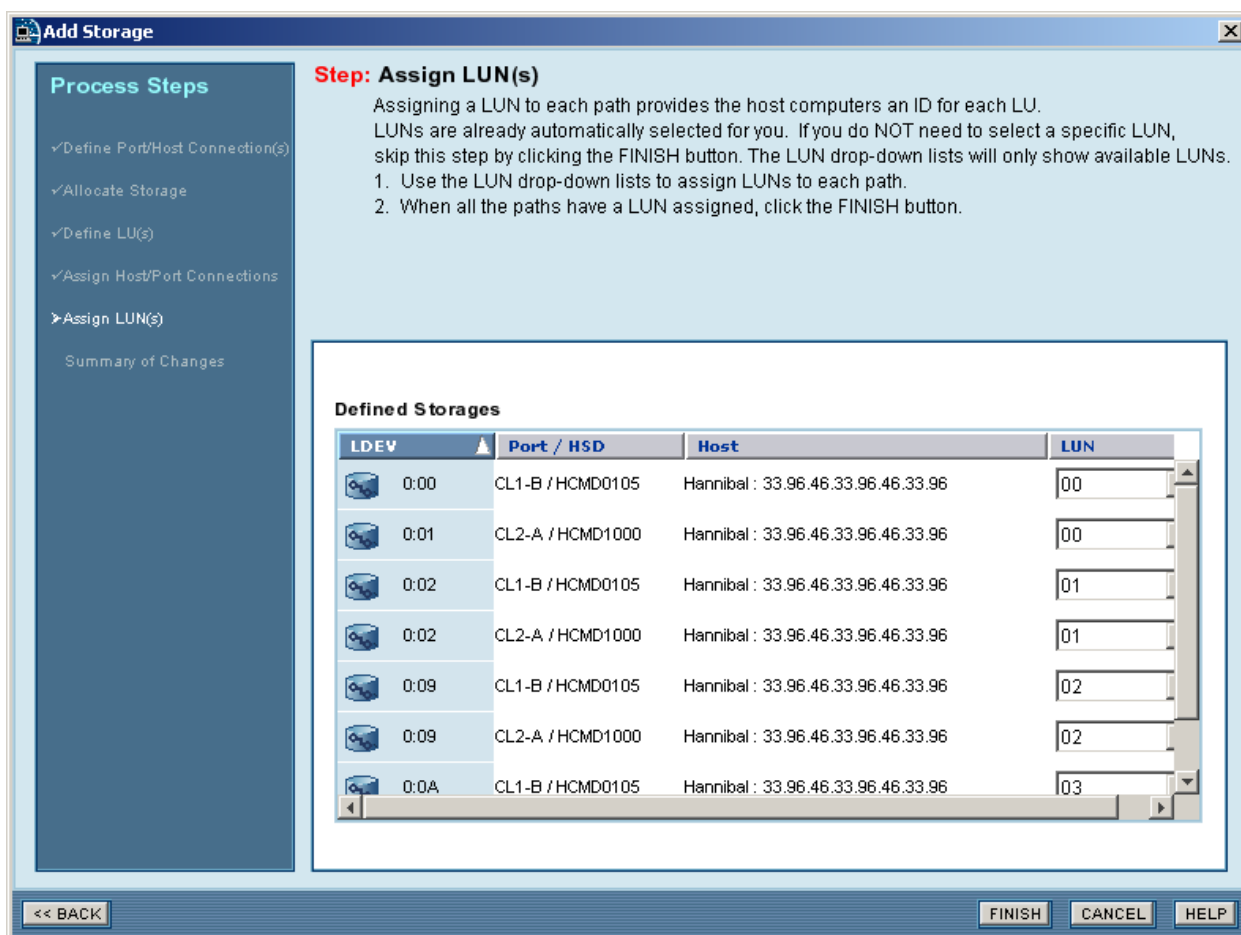 Add Storage
Process Steps
Define Port/Host Connection(s)
Allocate Storage
Define LU(s)
Assign Host/Port Connections
Assign LUN(s)
Summary of Changes
Step: Assign LUN(s)
Assigning a LUN to each path provides the host computers an ID for each LU.
LUNs are already automatically selected for you. If you do NOT need to select a specific LUN,
skip this step by clicking the FINISH button. The LUN drop-down lists will only show available LUNs.
1. Use the LUN drop-down lists to assign LUNs to each path.
2. When all the paths have a LUN assigned, click the FINISH button.
Defined Storages
LDEV Port / HSD Host LUN
0:00 CL1-B / HCMD0105 Hannibal : 33.96.46.33.96.46.33.96 00
0:01 CL2-A / HCMD1000 Hannibal : 33.96.46.33.96.46.33.96 00
0:02 CL1-B / HCMD0105 Hannibal : 33.96.46.33.96.46.33.96 01
0:02 CL2-A / HCMD1000 Hannibal : 33.96.46.33.96.46.33.96 01
0:09 CL1-B / HCMD0105 Hannibal : 33.96.46.33.96.46.33.96 02
0:09 CL2-A / HCMD1000 Hannibal : 33.96.46.33.96.46.33.96 02
0:0A CL1-B / HCMD0105 Hannibal : 33.96.46.33.96.46.33.96 03
<< BACK FINISH CANCEL HELP